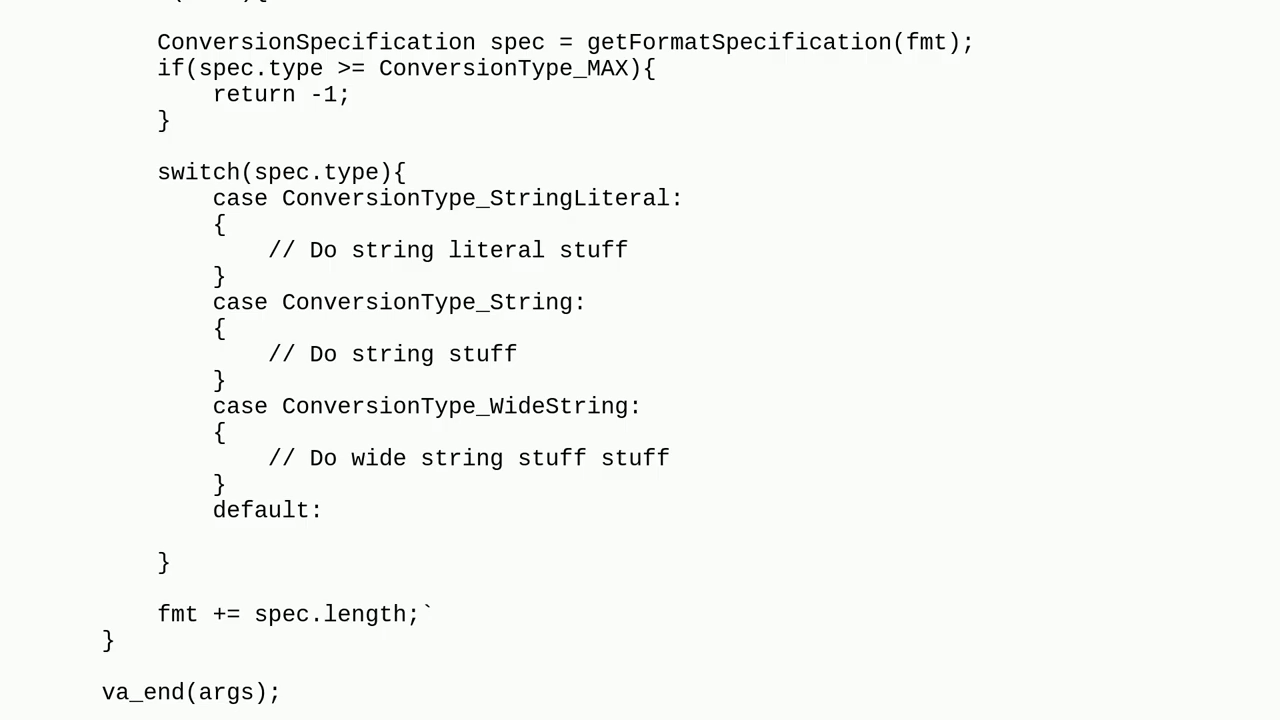 ConversionSpecification spec = getFormatSpecification(fmt);
if(spec.type >= ConversionType_MAX){
return -1;
}
switch(spec.type){
case ConversionType_StringLiteral:
{
// Do string literal stuff
}
case ConversionType_String:
{
// Do string stuff
}
case ConversionType_WideString:
{
// Do wide string stuff stuff
}
default:
}
fmt += spec.length;`
}
va_end(args);